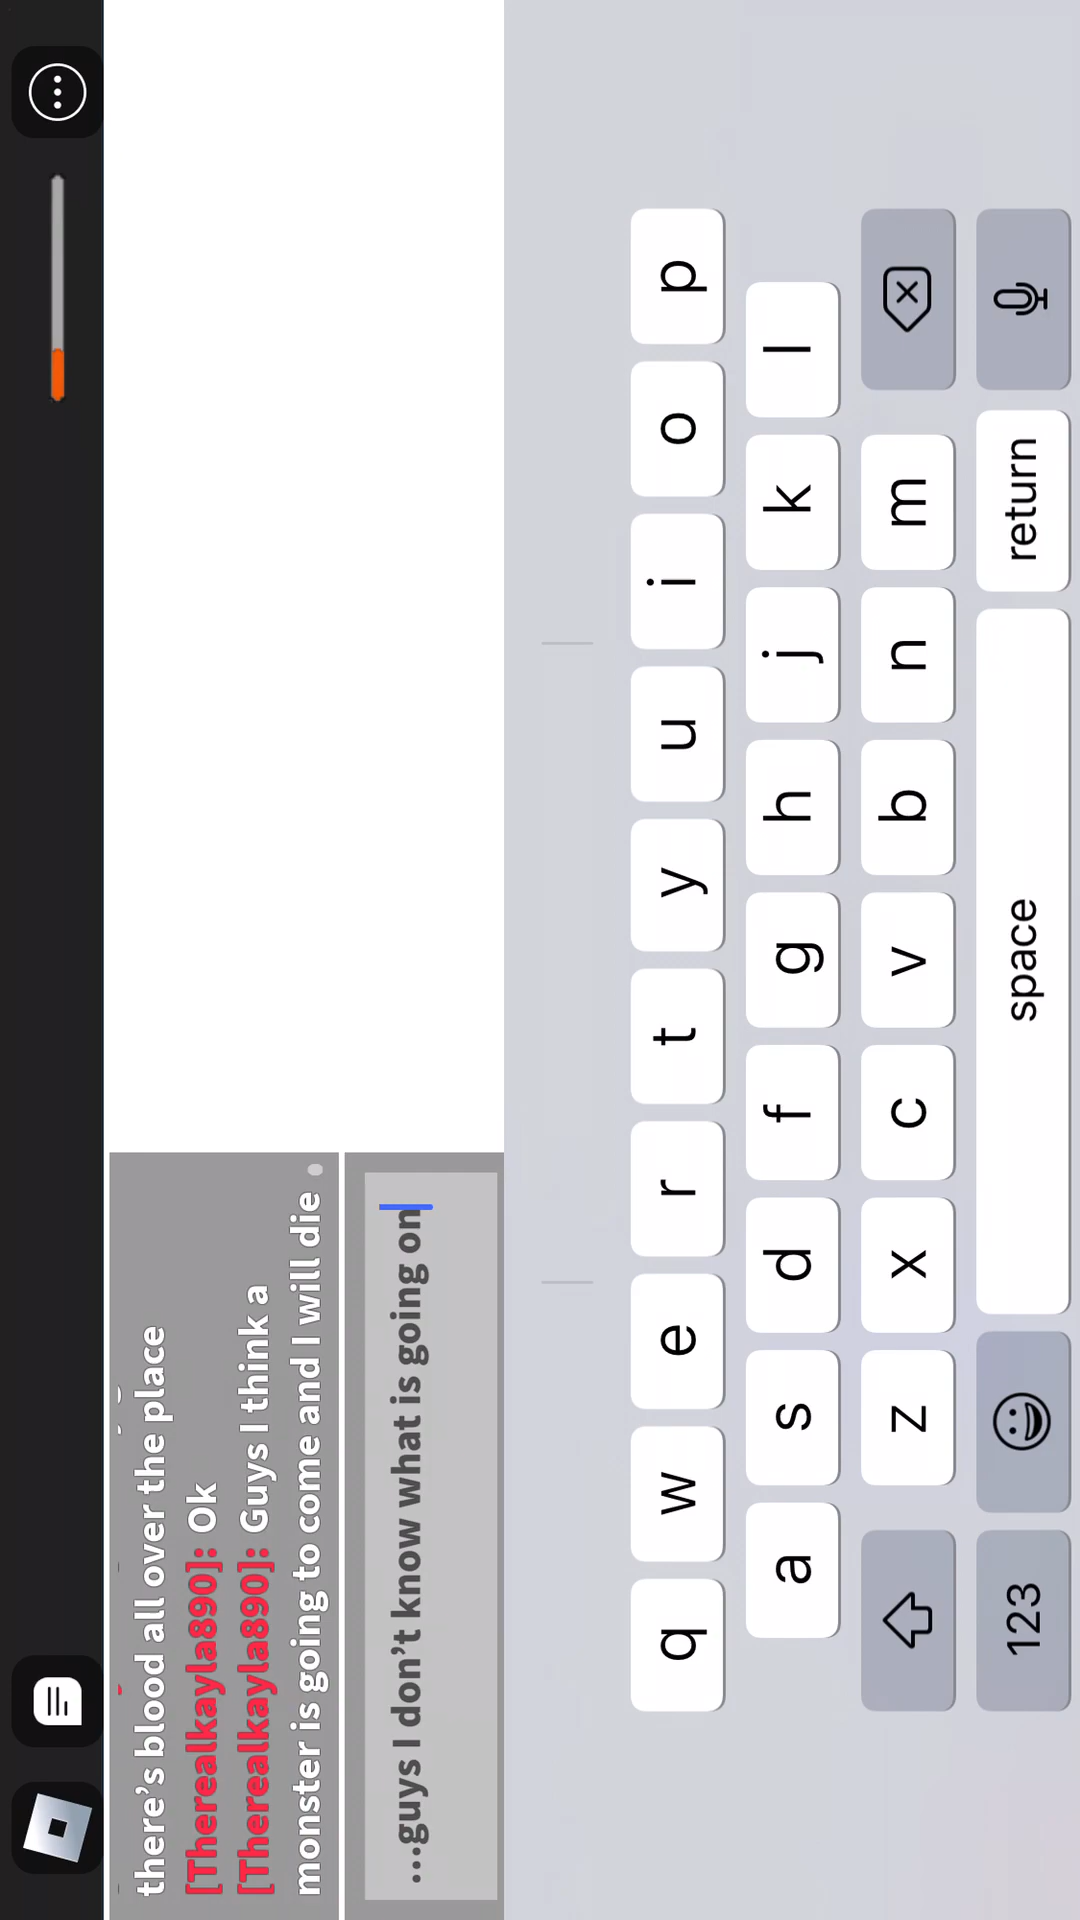 there’s blood all over the place
[Therealkayla890]: Ok
[Therealkayla890]: Guys I think a
monster is going to come and I will die .
...guys I don’t know what is going on
q w e r t y u i o p
a s d f g h j k l
z x c v b n m
123 space return